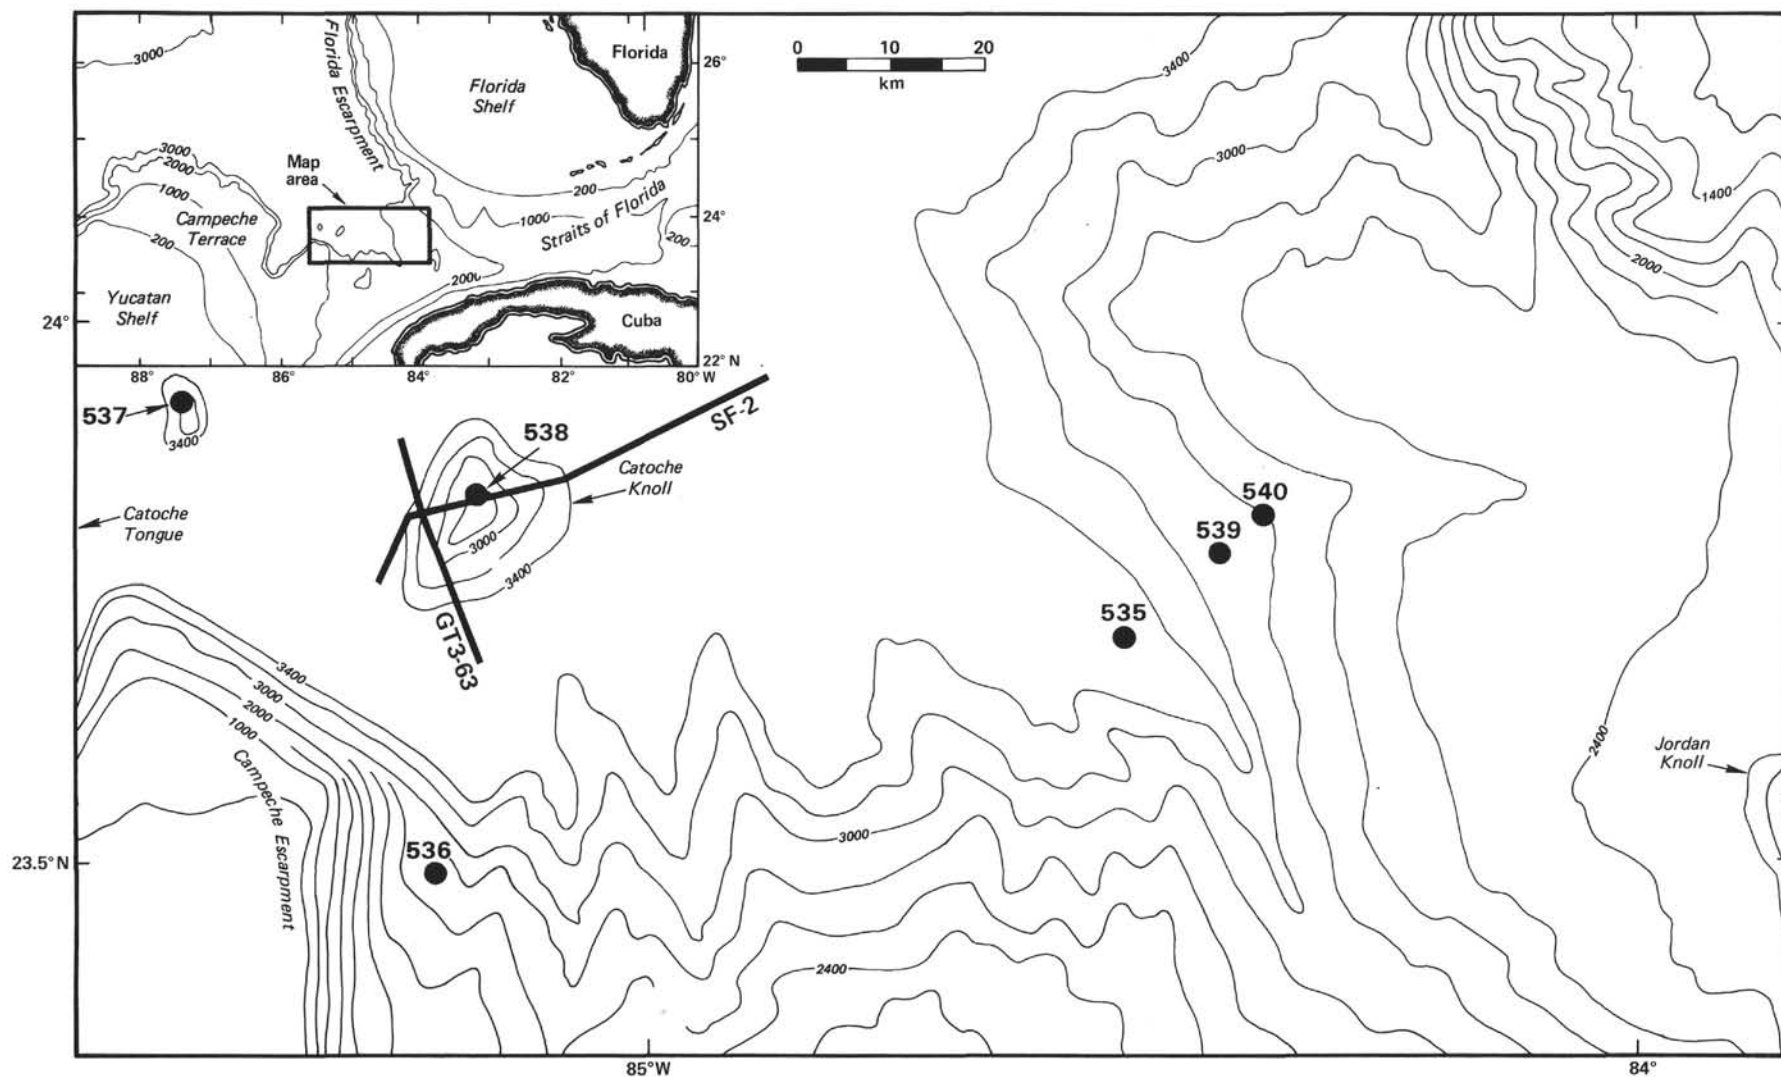 3000
Florida Escarpment
Florida
Shelf
Florida
26°
3000
2000
1000
Map
area
200
Campeche
Terrace
200
1000
Straits of Florida
24°
200
2000
Yucatan
Shelf
Cuba
22° N
88°
86°
84°
82°
80°W
0 10 20
km
3400
3000
1400
2000
24°
537
3400
538
SF-2
Catoche
Knoll
Catoche
Tongue
3000
3400
GT3-63
540
539
535
3400
3000
2000
1000
Campeche Escarpment
2400
Jordan
Knoll
3000
23.5°N
536
2400
85°W
84°